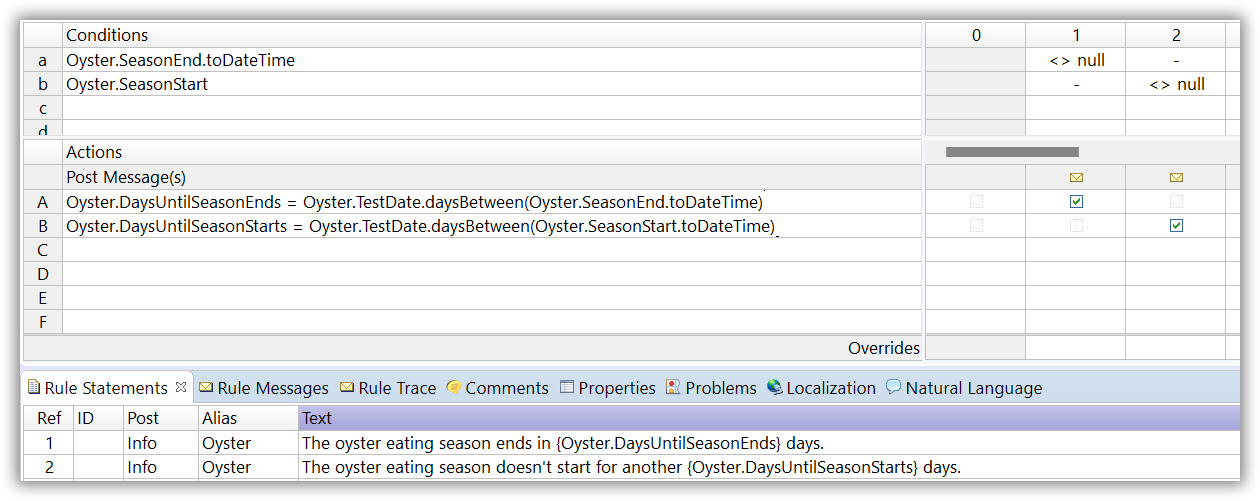 Conditions 0 1 2
a Oyster.SeasonEnd.toDateTime <> null -
b Oyster.SeasonStart - <> null
c
d
Actions
Post Message(s)
A Oyster.DaysUntilSeasonEnds = Oyster.TestDate.daysBetween(Oyster.SeasonEnd.toDateTime)
B Oyster.DaysUntilSeasonStarts = Oyster.TestDate.daysBetween(Oyster.SeasonStart.toDateTime)
C
D
E
F
Overrides
Rule Statements Rule Messages Rule Trace Comments Properties Problems Localization Natural Language
Ref ID Post Alias Text
1 Info Oyster The oyster eating season ends in {Oyster.DaysUntilSeasonEnds} days.
2 Info Oyster The oyster eating season doesn't start for another {Oyster.DaysUntilSeasonStarts} days.